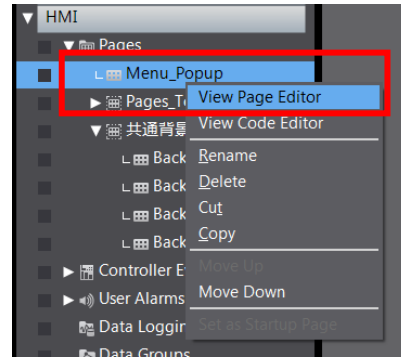 HMI
Pages
Menu_Popup
Pages_T
View Page Editor
View Code Editor
共通背景
Rename
Back
Delete
Back
Cut
Back
Copy
Back
Controller E
Move Up
User Alarms
Move Down
Data Loggin
Set as Startup Page
Data Groups